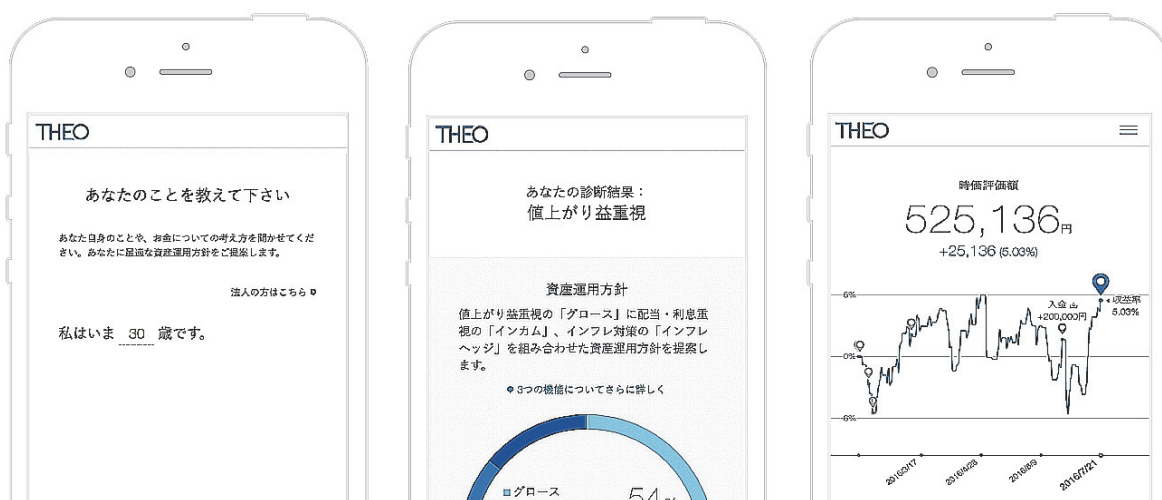 THEO
あなたのことを教えて下さい
あなた自身のことや、お金についての考え方を聞かせてくだ
さい。あなたに最適な資産運用方針をご提案します。
法人の方はこちら
私はいま 30 歳です。
THEO
あなたの診断結果：
値上がり益重視
資産運用方針
値上がり益重視の「グロース」に配当・利息重
視の「インカム」、インフレ対策の「インフレ
ヘッジ」を組み合わせた資産運用方針を提案し
ます。
3つの機能についてさらに詳しく
グロース
54%
THEO
時価評価額
525,136円
+25,136 (5.03%)
6%
入金
+200,000円
収益率
5.03%
0%
-6%
2016/3/17
2016/4/28
2016/6/9
2016/7/21